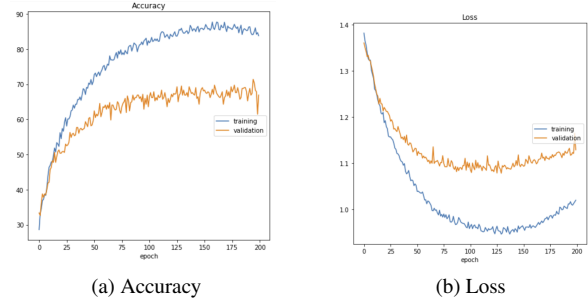 Accuracy
90
80
70
60
50
40
30
0 25 50 75 100 125 150 175 200
epoch
training
validation
(a) Accuracy
Loss
1.4
1.3
1.2
1.1
1.0
0 25 50 75 100 125 150 175 200
epoch
training
validation
(b) Loss